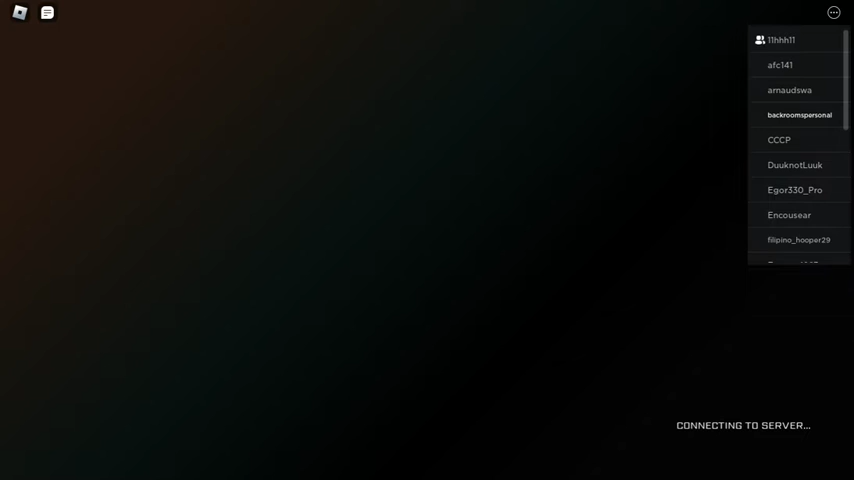 11hhh11
afc141
arnaudswa
backroomspersonal
CCCP
DuuknotLuuk
Egor330_Pro
Encousear
filipino_hooper29
CONNECTING TO SERVER...